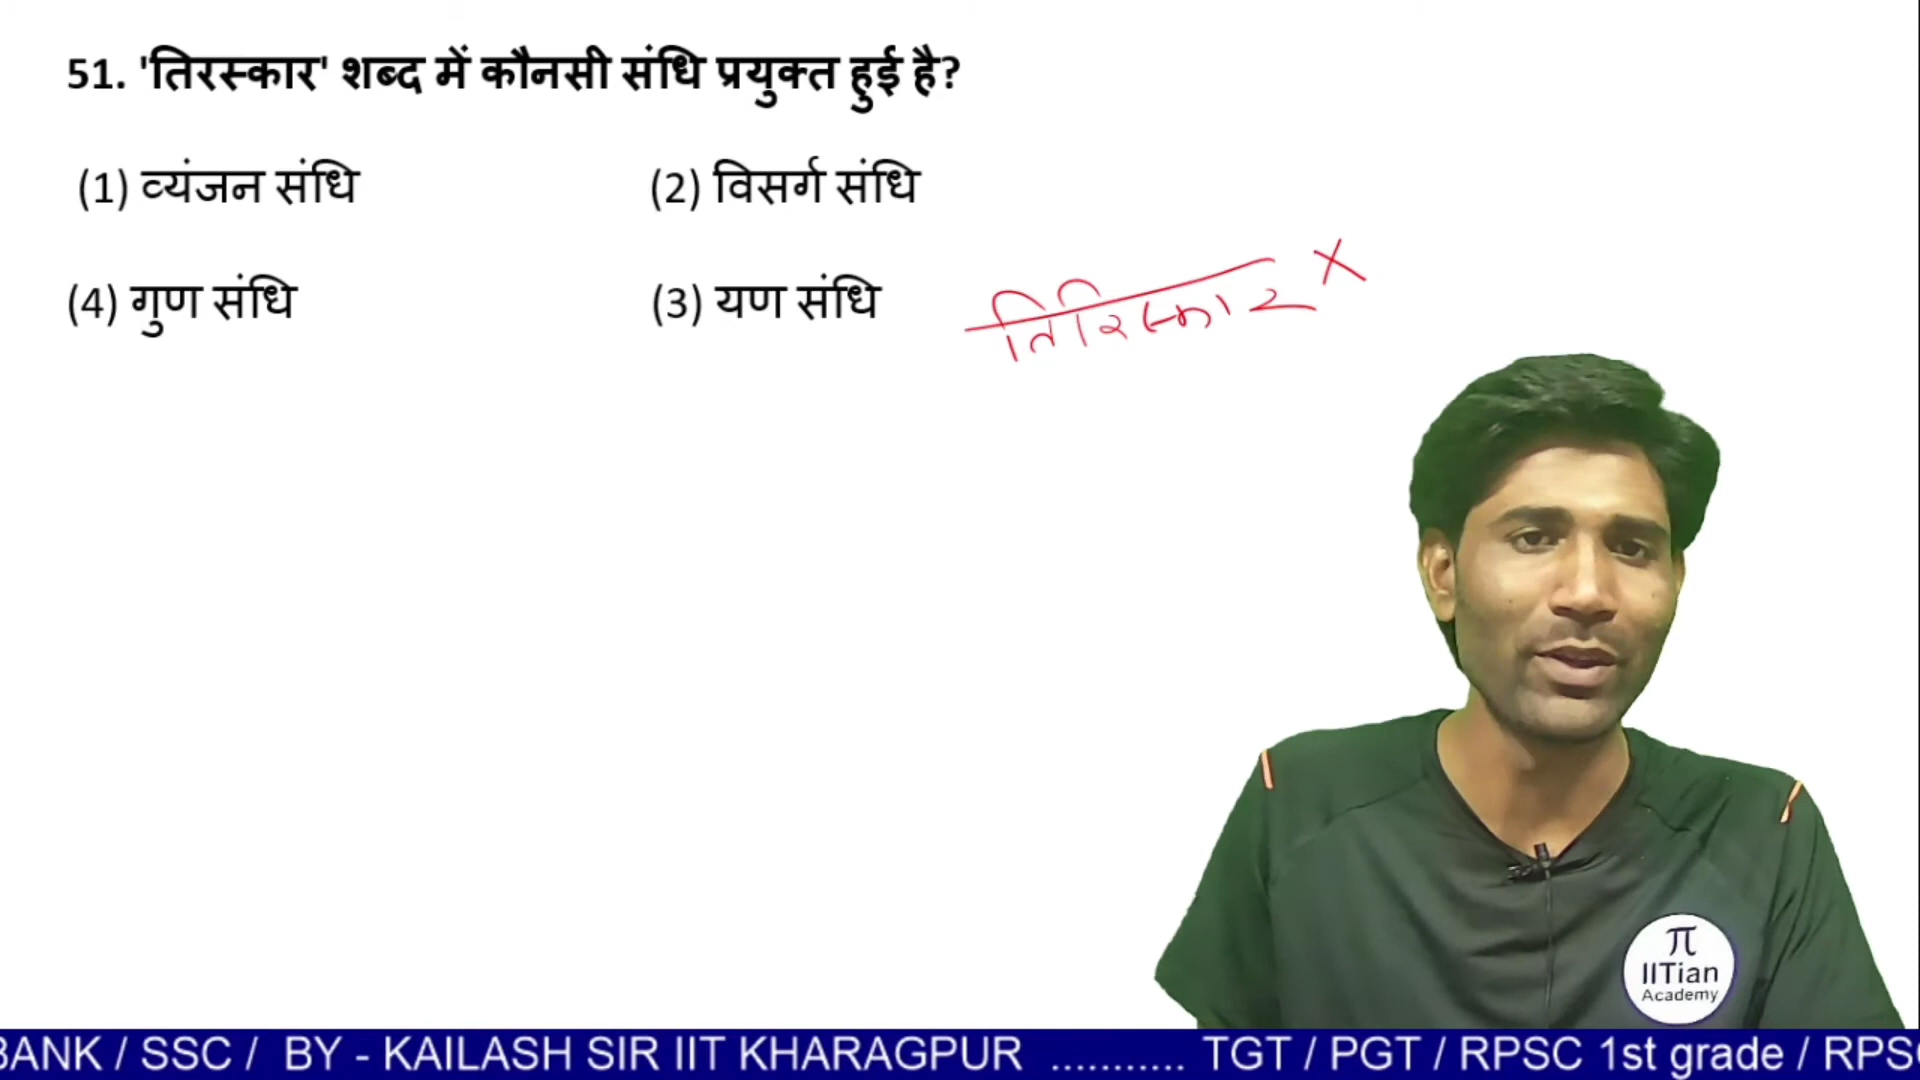 51. 'तिरस्कार' शब्द में कौनसी संधि प्रयुक्त हुई है?
(1) व्यंजन संधि (2) विसर्ग संधि
(4) गुण संधि (3) यण संधि
तिरिस्कार X
π
IITian
Academy
BANK / SSC / BY - KAILASH SIR IIT KHARAGPUR ........... TGT / PGT / RPSC 1st grade / RPSC